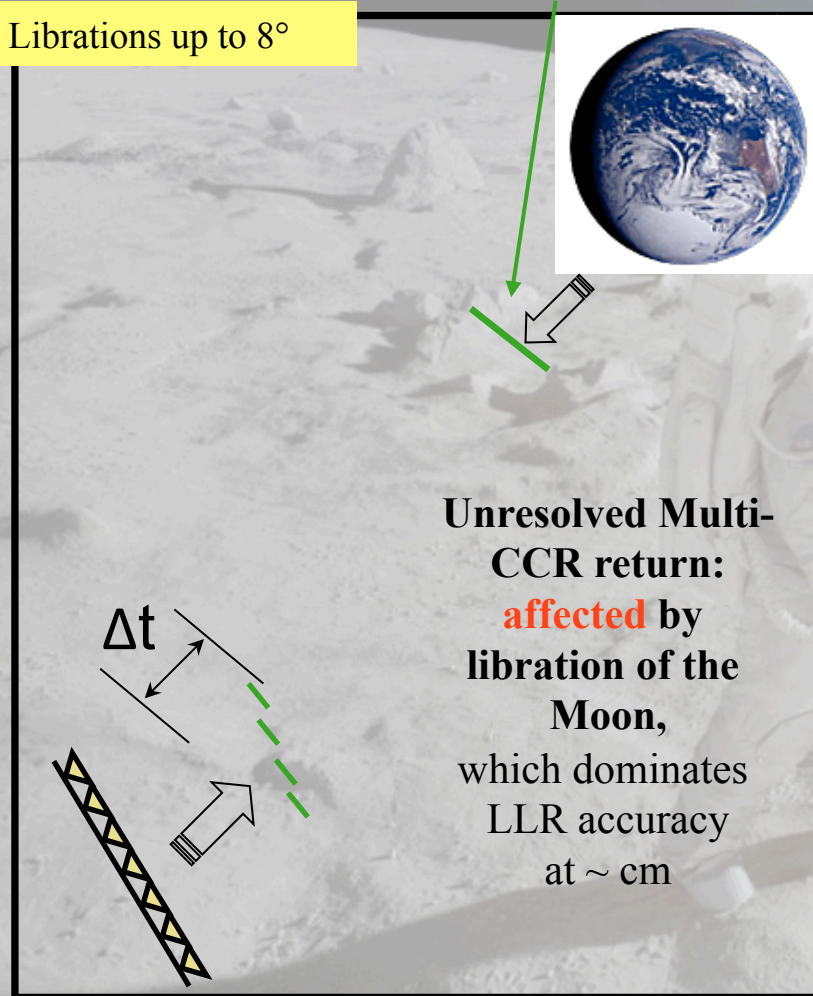 Librations up to 8°
Unresolved Multi-
CCR return:
affected by
libration of the
Moon,
which dominates
LLR accuracy
at ~ cm
Δt